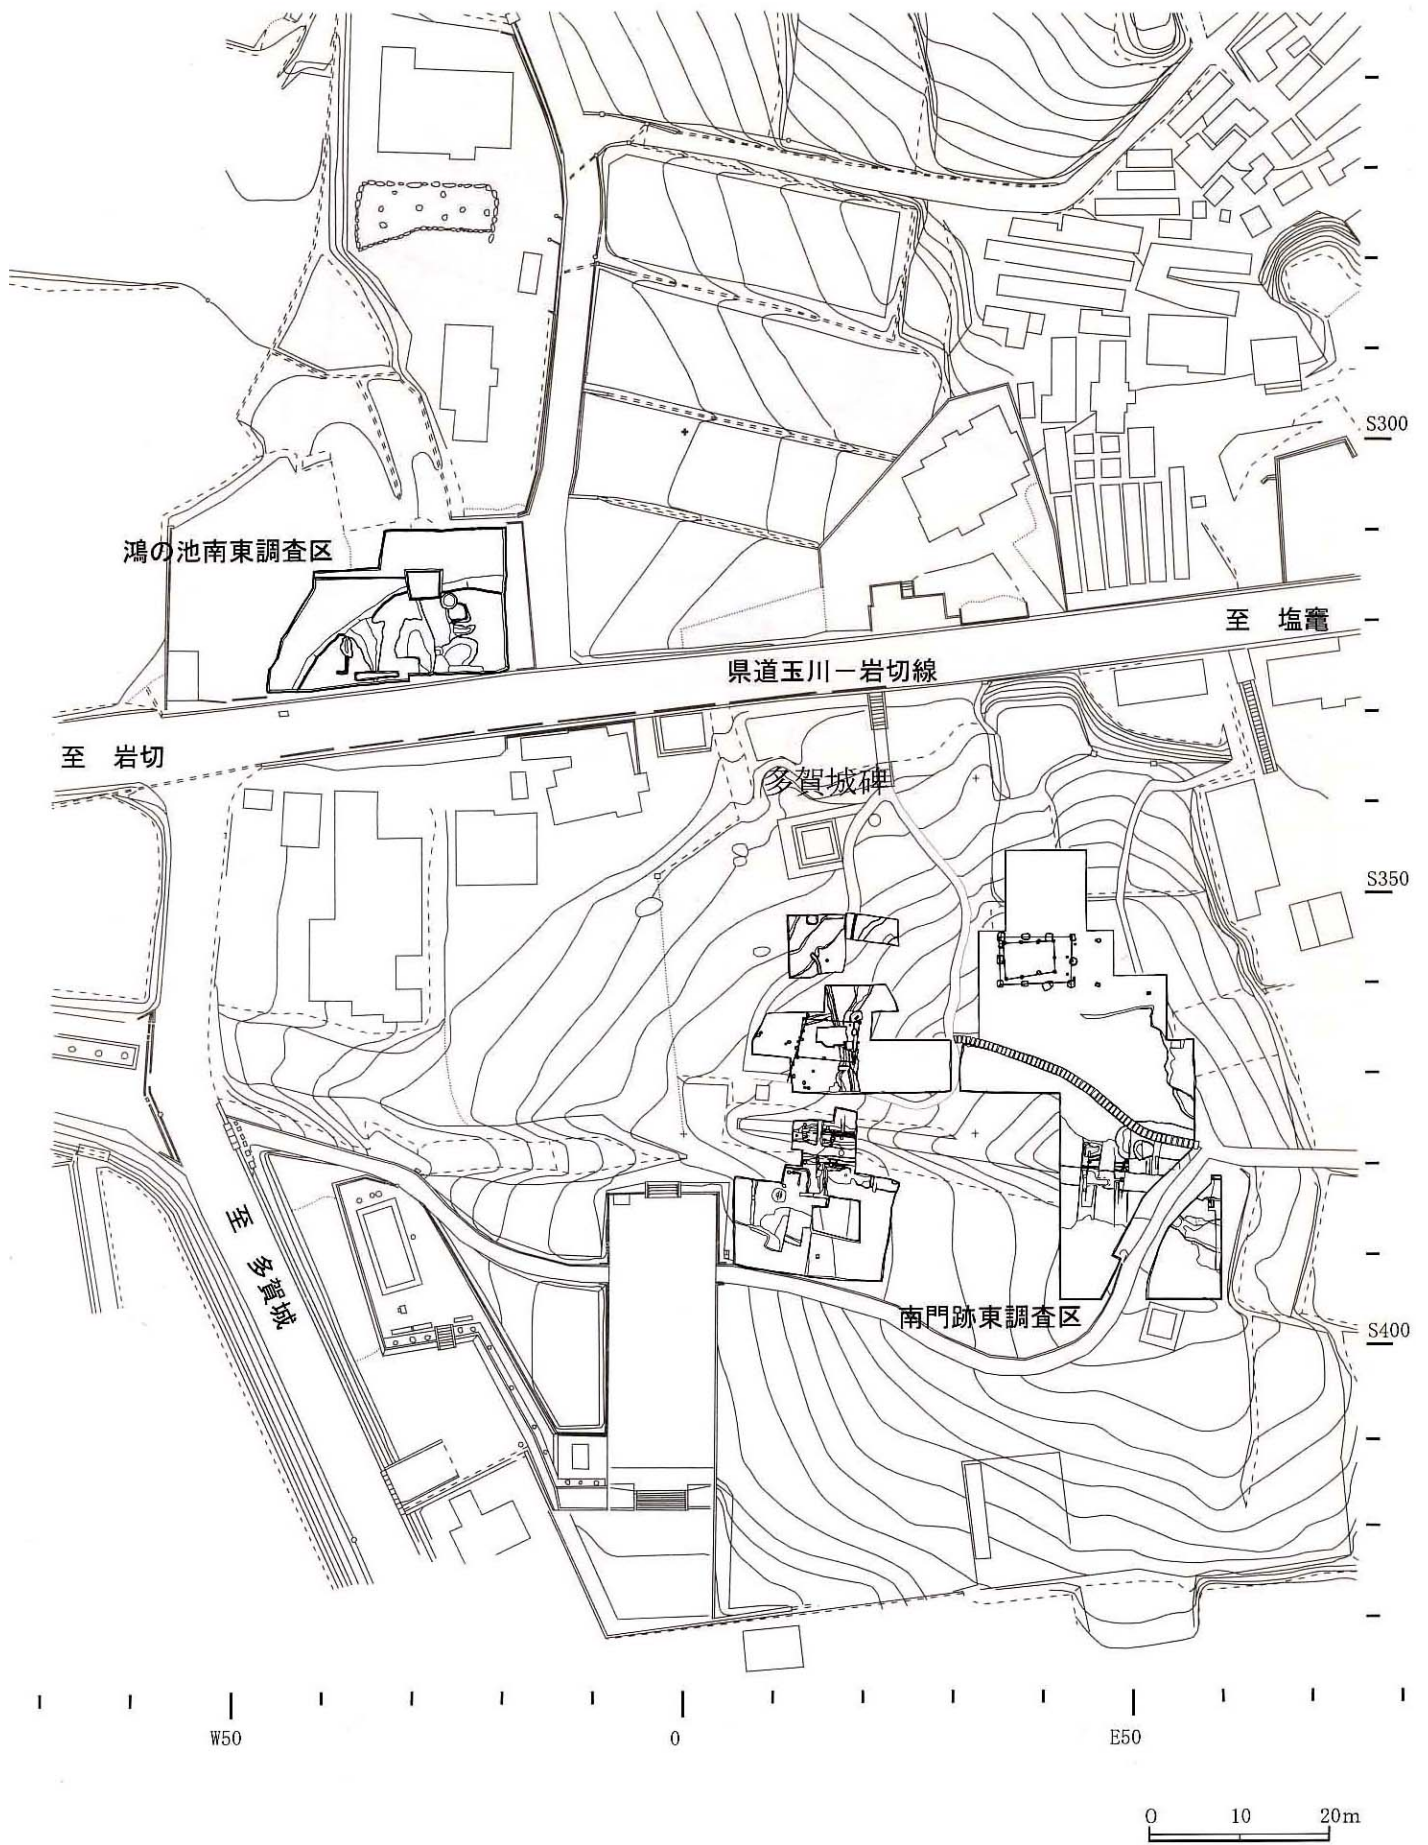 S300
鴻の池南東調査区
至　塩竈
県道玉川－岩切線
至　岩切
多賀城碑
S350
至　多賀城
南門跡東調査区
S400
W50
0
E50
0 10 20m